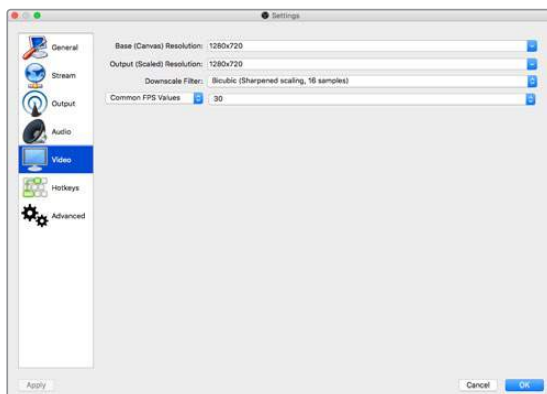 Settings
General
Stream
Output
Audio
Video
Hotkeys
Advanced
Base (Canvas) Resolution: 1280x720
Output (Scaled) Resolution: 1280x720
Downscale Filter: Bicubic (Sharpened scaling, 16 samples)
Common FPS Values 30
Apply
Cancel
OK